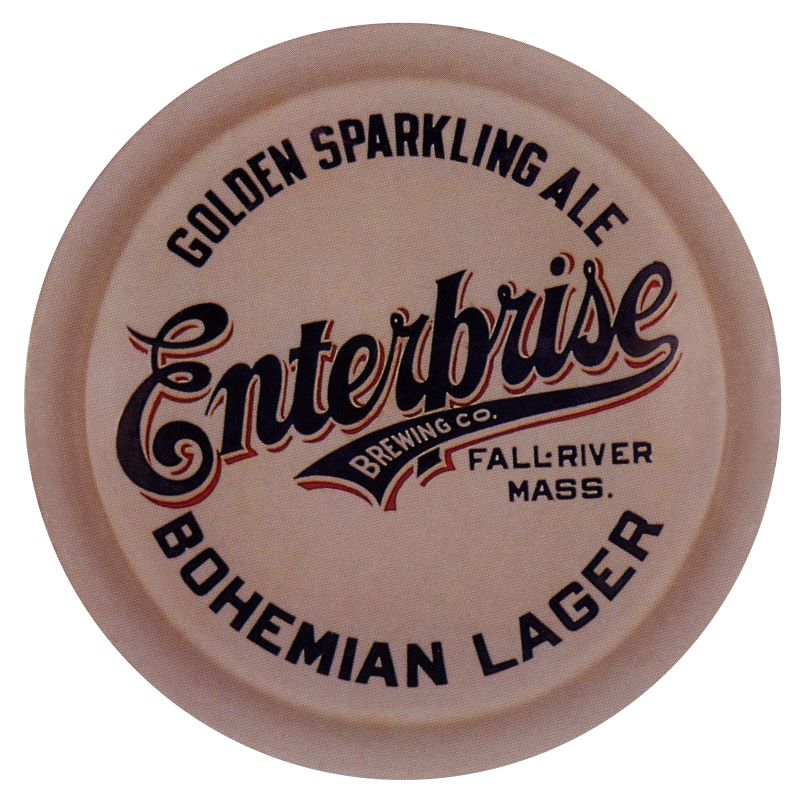 GOLDEN SPARKLING ALE
Enterprise
BREWING CO.
FALL-RIVER
MASS.
BOHEMIAN LAGER